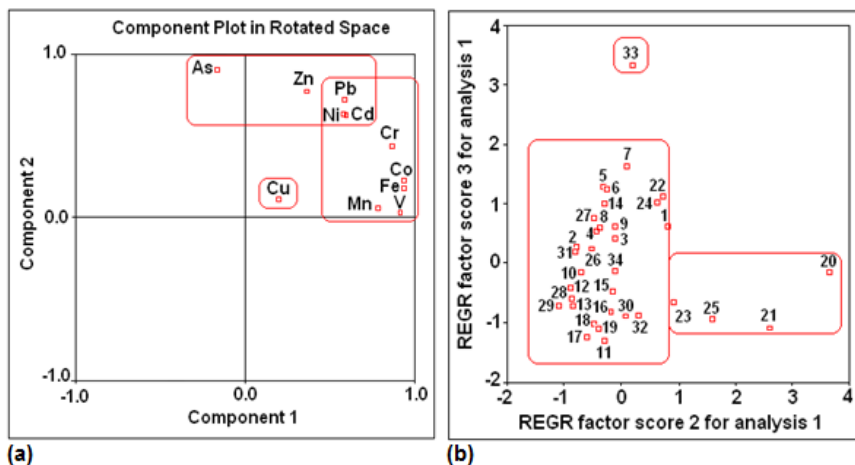 Component Plot in Rotated Space
1.0
As
Zn
Pb
Ni Cd
Cr
Co
Fe
Cu
Mn V
0.0
-1.0
-1.0 0.0 1.0
Component 2
Component 1
(a)
REGR factor score 3 for analysis 1
4
3
2
1
0
-1
-2
33
7
5 6 22
14 24 1
27 8 9
4 3
2
31 26 34
20
10
12 15
28
29 13 16 30 23 25 21
18 19 32
17 11
-2 -1 0 1 2 3 4
REGR factor score 2 for analysis 1
(b)